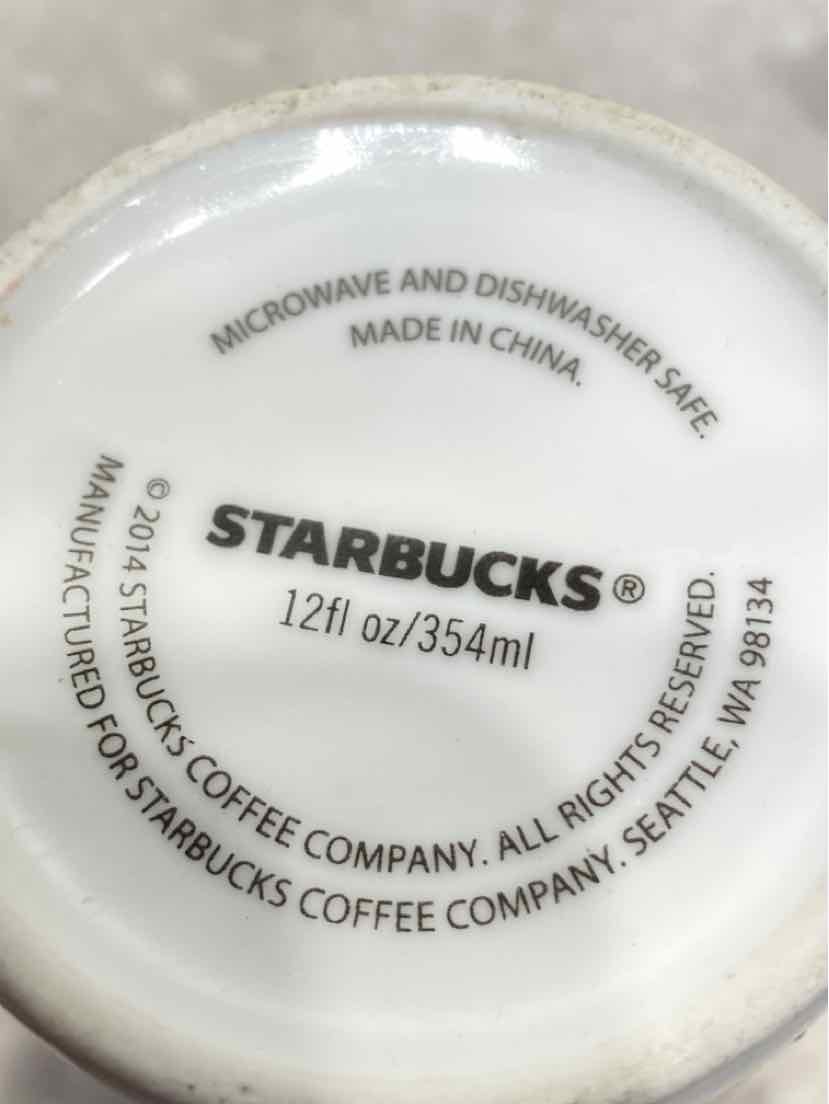 MICROWAVE AND DISHWASHER SAFE.
MADE IN CHINA.
STARBUCKS®
12fl oz/354ml
© 2014 STARBUCKS COFFEE COMPANY. ALL RIGHTS RESERVED.
MANUFACTURED FOR STARBUCKS COFFEE COMPANY. SEATTLE, WA 98134